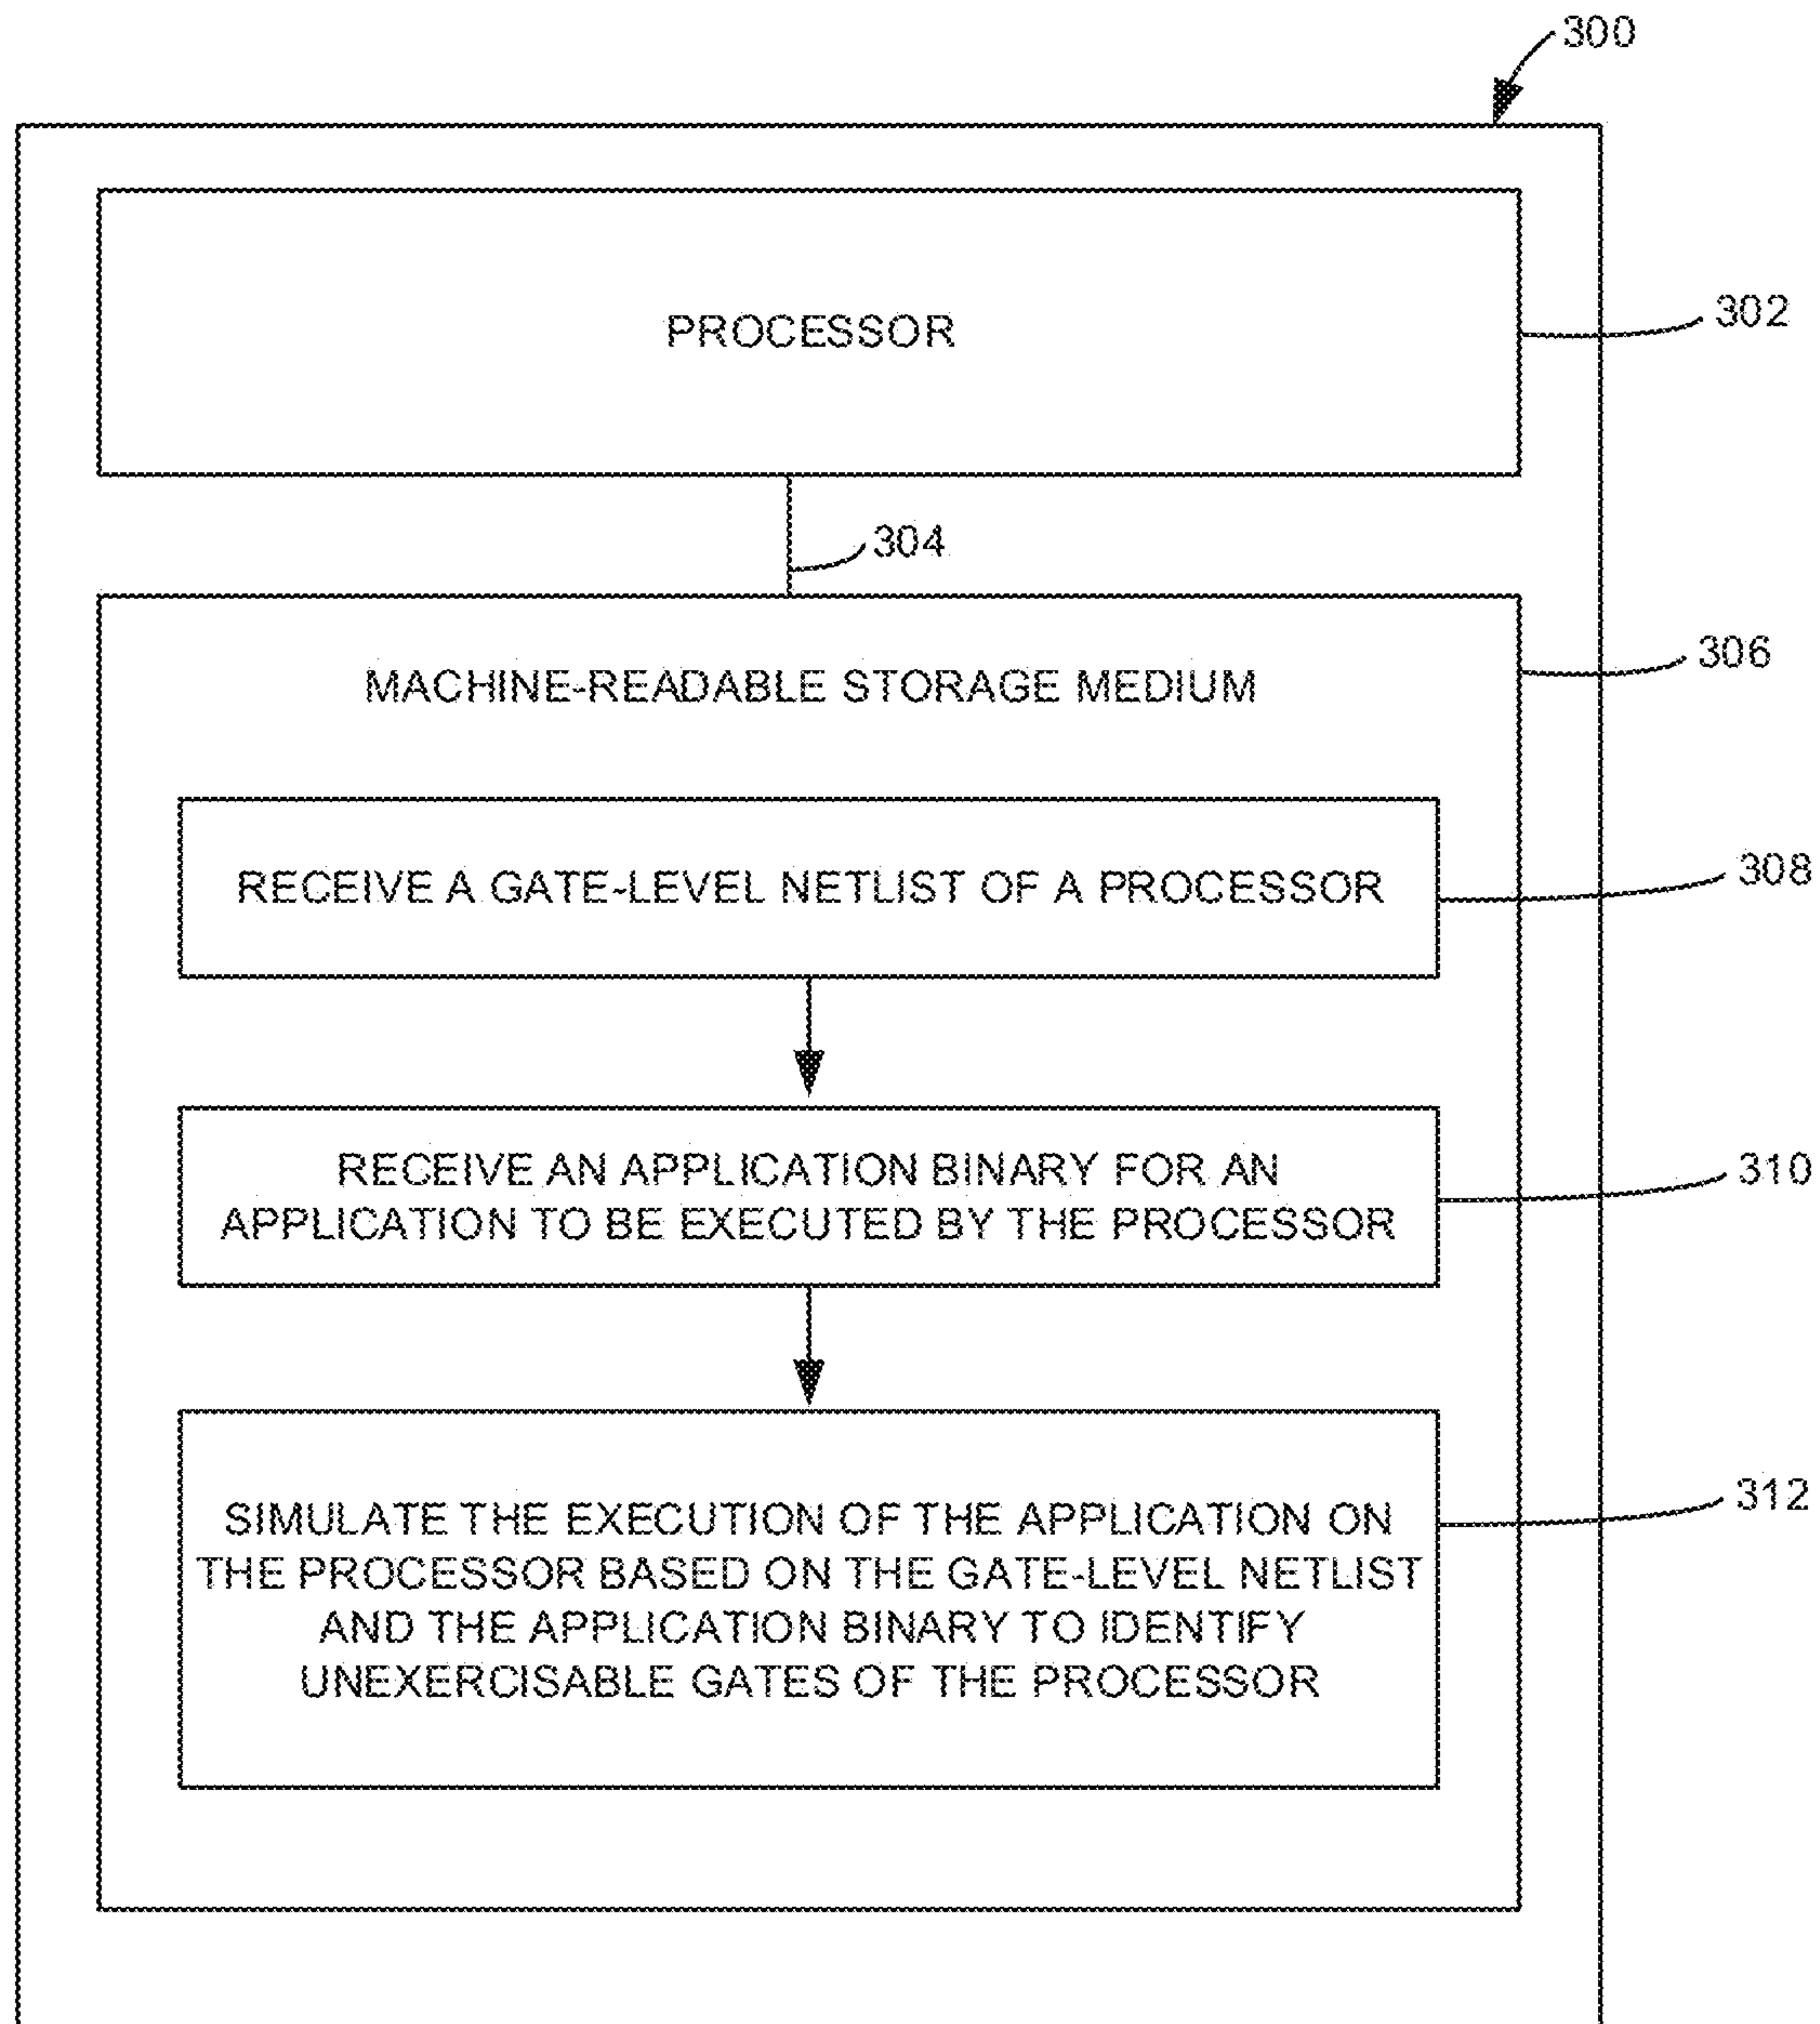 300
PROCESSOR
302
304
306
MACHINE-READABLE STORAGE MEDIUM
RECEIVE A GATE-LEVEL NETLIST OF A PROCESSOR
308
RECEIVE AN APPLICATION BINARY FOR AN
APPLICATION TO BE EXECUTED BY THE PROCESSOR
310
SIMULATE THE EXECUTION OF THE APPLICATION ON
THE PROCESSOR BASED ON THE GATE-LEVEL NETLIST
AND THE APPLICATION BINARY TO IDENTIFY
UNEXERCISABLE GATES OF THE PROCESSOR
312